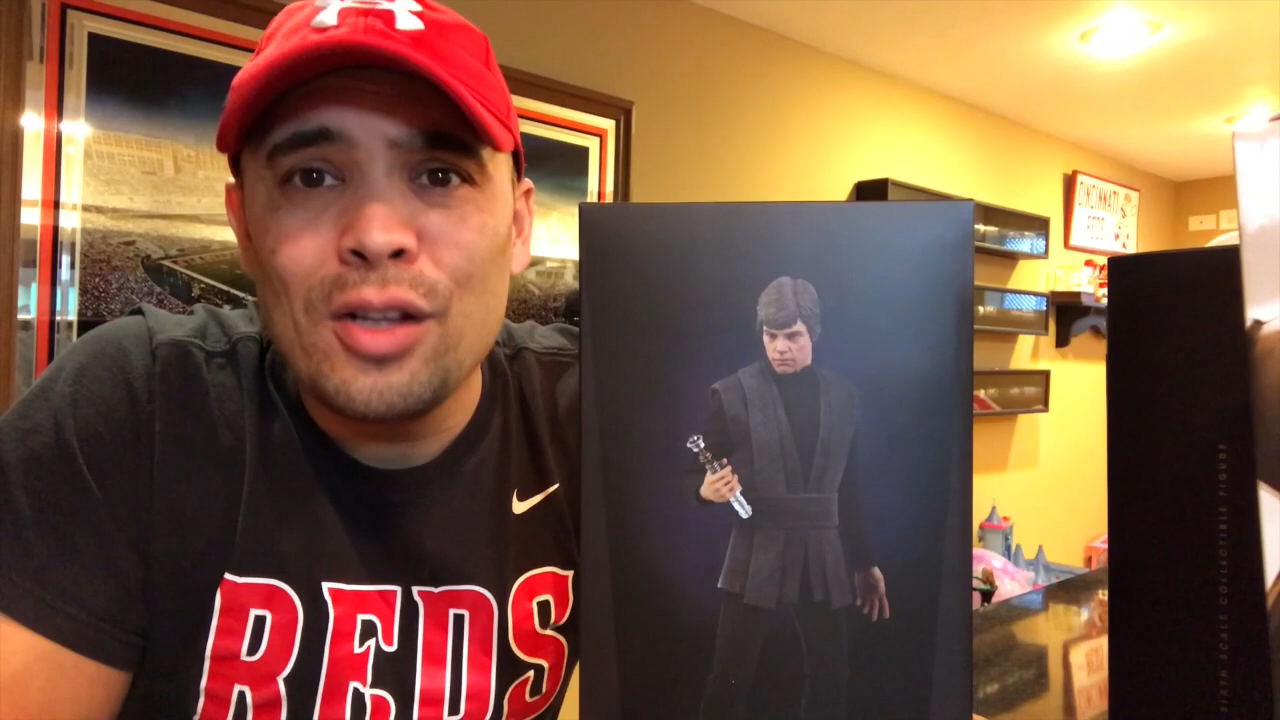 REDS
CINCINNATI
REDS
SIXTH SCALE COLLECTIBLE FIGURE